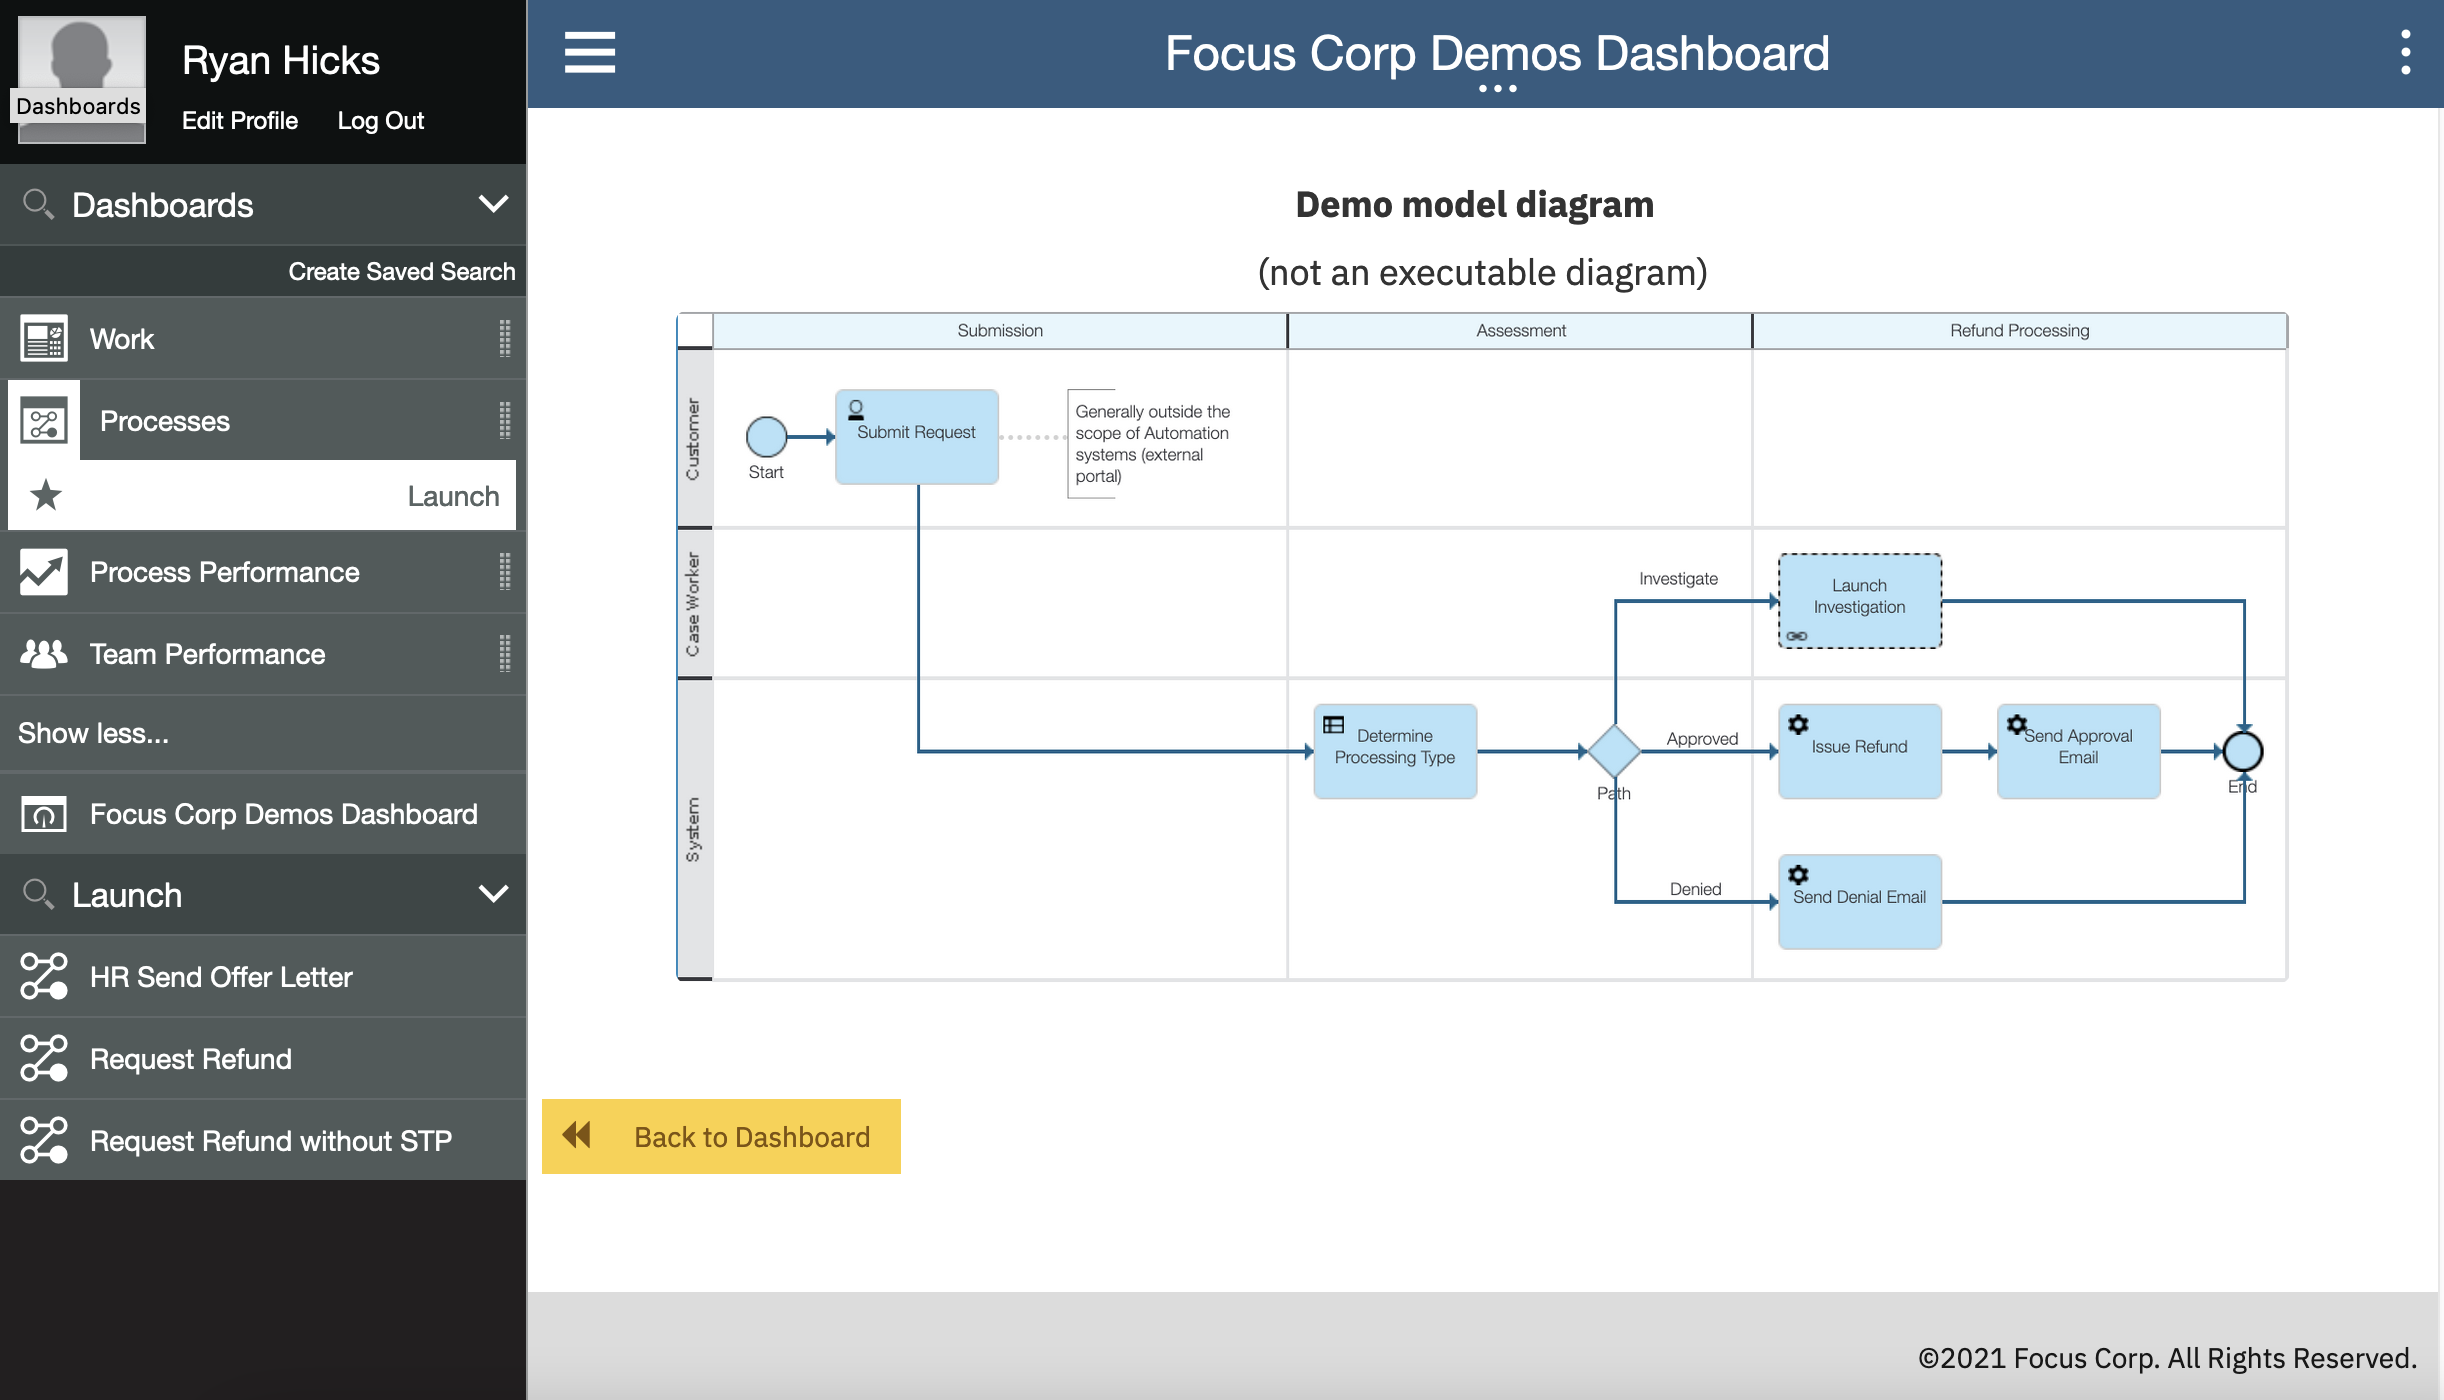 Ryan Hicks
Dashboards
Edit Profile
Log Out
Dashboards
Create Saved Search
Work
Processes
Launch
Process Performance
Team Performance
Show less...
Focus Corp Demos Dashboard
Launch
HR Send Offer Letter
Request Refund
Request Refund without STP
Focus Corp Demos Dashboard
Demo model diagram
(not an executable diagram)
Submission
Assessment
Refund Processing
Customer
Start
Submit Request
Generally outside the
scope of Automation
systems (external
portal)
Case Worker
Investigate
Launch
Investigation
System
Determine
Processing Type
Path
Approved
Issue Refund
Send Approval
Email
End
Denied
Send Denial Email
Back to Dashboard
©2021 Focus Corp. All Rights Reserved.